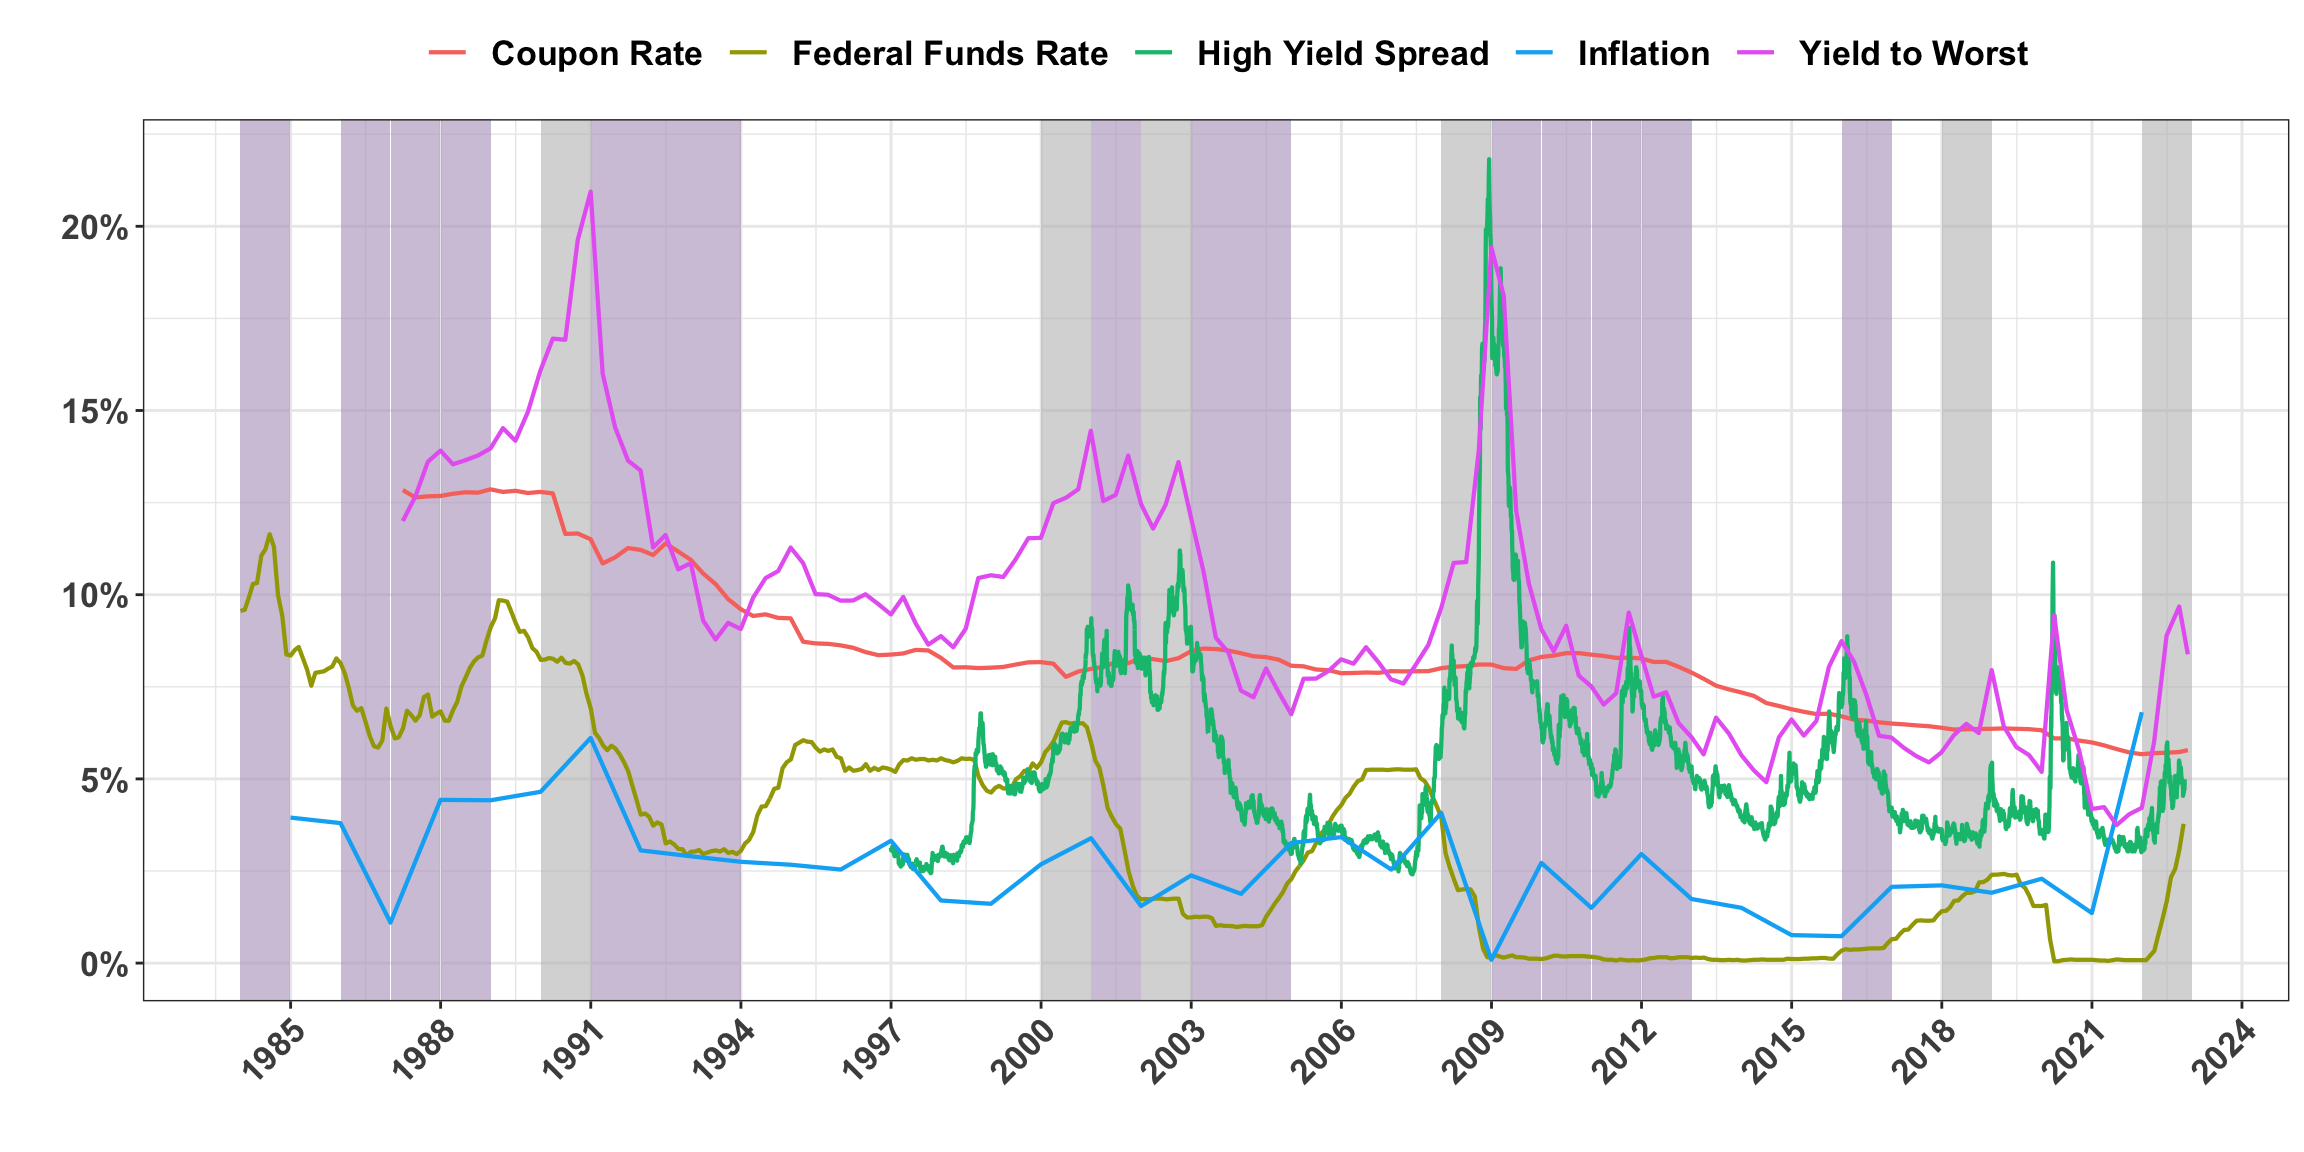 Coupon Rate Federal Funds Rate High Yield Spread Inflation Yield to Worst
20%
15%
10%
5%
0%
1985 1988 1991 1994 1997 2000 2003 2006 2009 2012 2015 2018 2021 2024